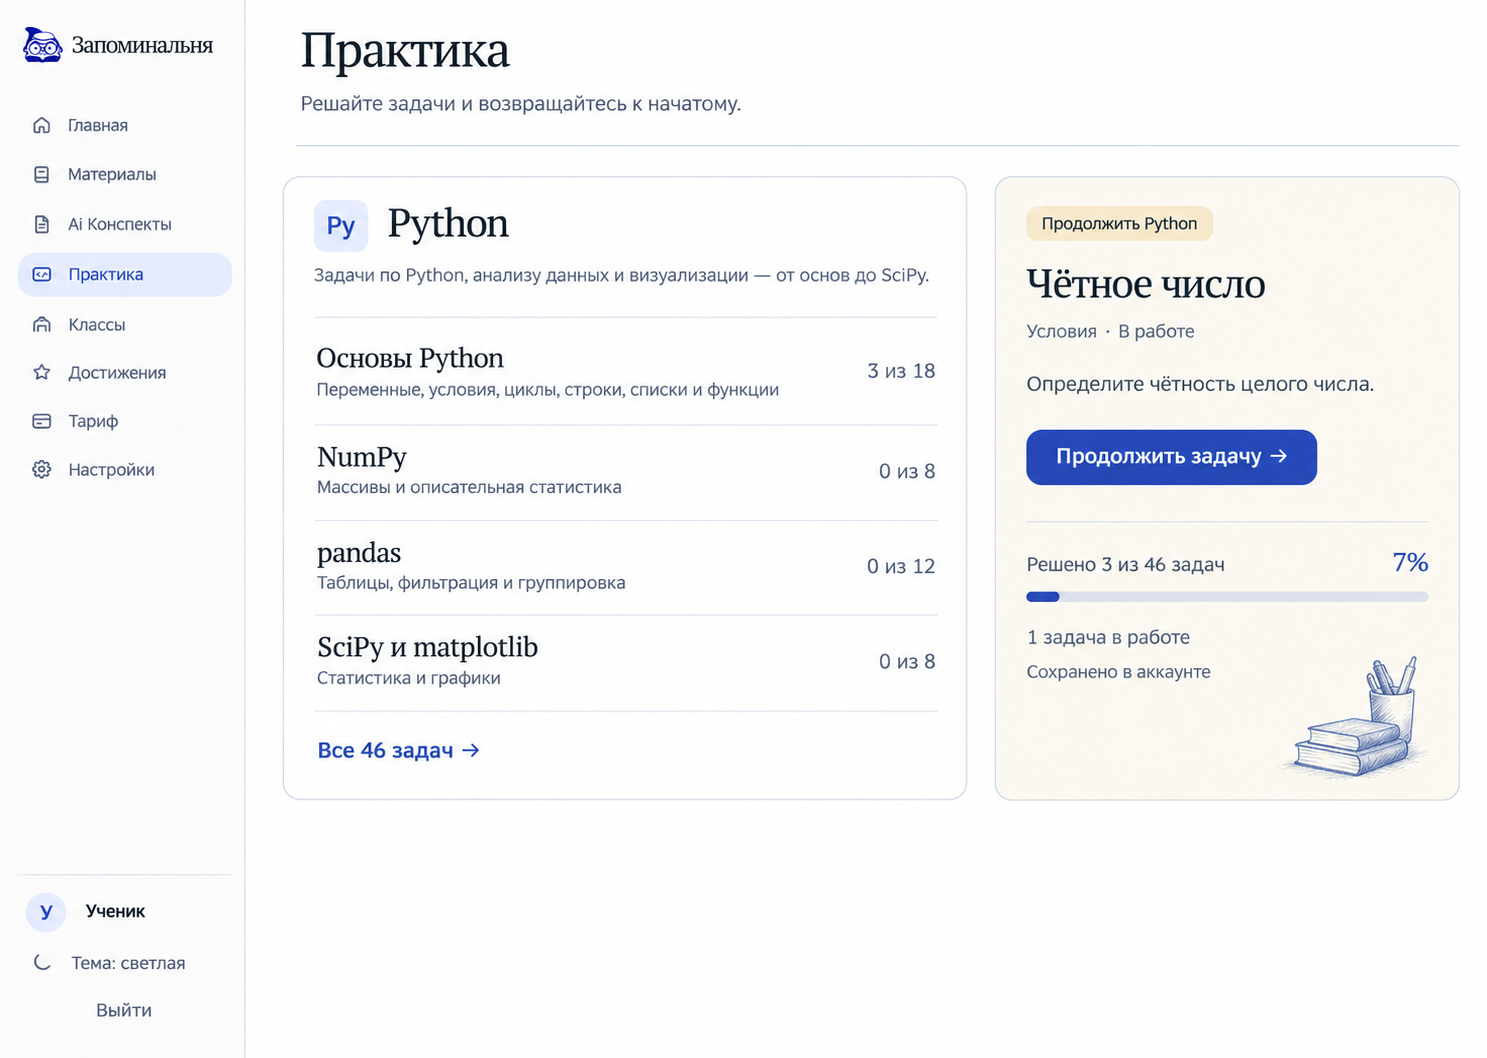 Запоминальня
Главная
Материалы
Ai Конспекты
Практика
Классы
Достижения
Тариф
Настройки
У Ученик
Тема: светлая
Выйти
Практика
Решайте задачи и возвращайтесь к начатому.
Py Python
Задачи по Python, анализу данных и визуализации — от основ до SciPy.
Основы Python
Переменные, условия, циклы, строки, списки и функции
3 из 18
NumPy
Массивы и описательная статистика
0 из 8
pandas
Таблицы, фильтрация и группировка
0 из 12
SciPy и matplotlib
Статистика и графики
0 из 8
Все 46 задач →
Продолжить Python
Чётное число
Условия · В работе
Определите чётность целого числа.
Продолжить задачу →
Решено 3 из 46 задач 7%
1 задача в работе
Сохранено в аккаунте